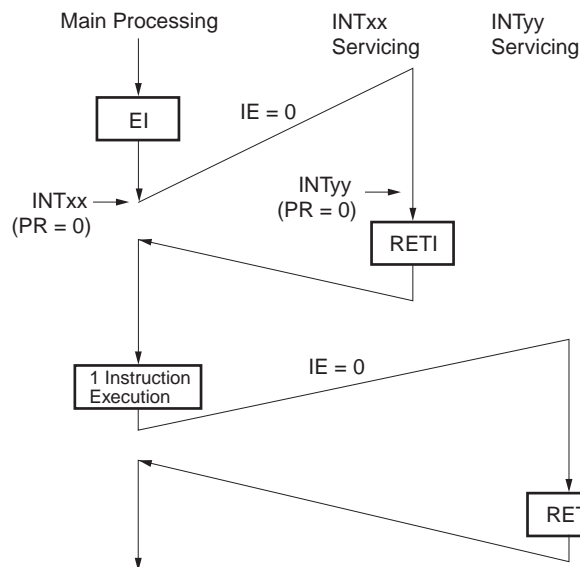 Main Processing
INTxx
Servicing
INTyy
Servicing
EI
IE = 0
INTxx
(PR = 0)
INTyy
(PR = 0)
RETI
1 Instruction
Execution
IE = 0